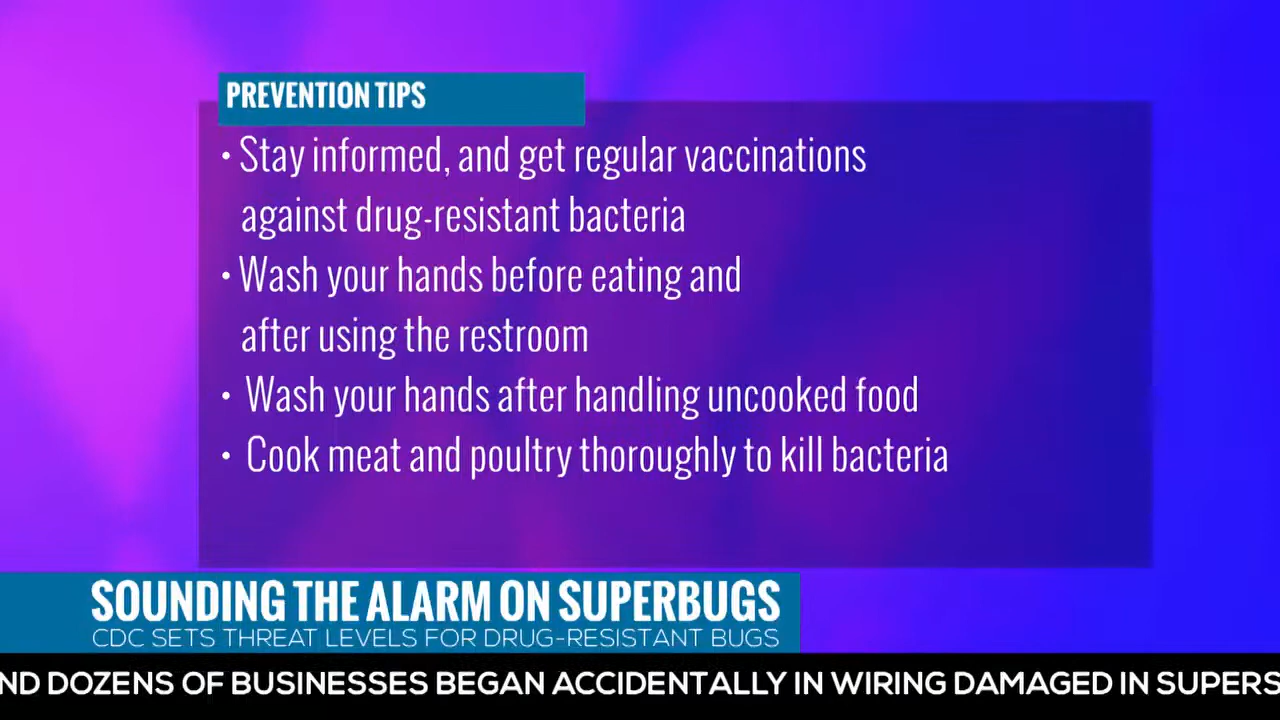 PREVENTION TIPS
• Stay informed, and get regular vaccinations
against drug-resistant bacteria
• Wash your hands before eating and
after using the restroom
• Wash your hands after handling uncooked food
• Cook meat and poultry thoroughly to kill bacteria
SOUNDING THE ALARM ON SUPERBUGS
CDC SETS THREAT LEVELS FOR DRUG-RESISTANT BUGS
ND DOZENS OF BUSINESSES BEGAN ACCIDENTALLY IN WIRING DAMAGED IN SUPERS